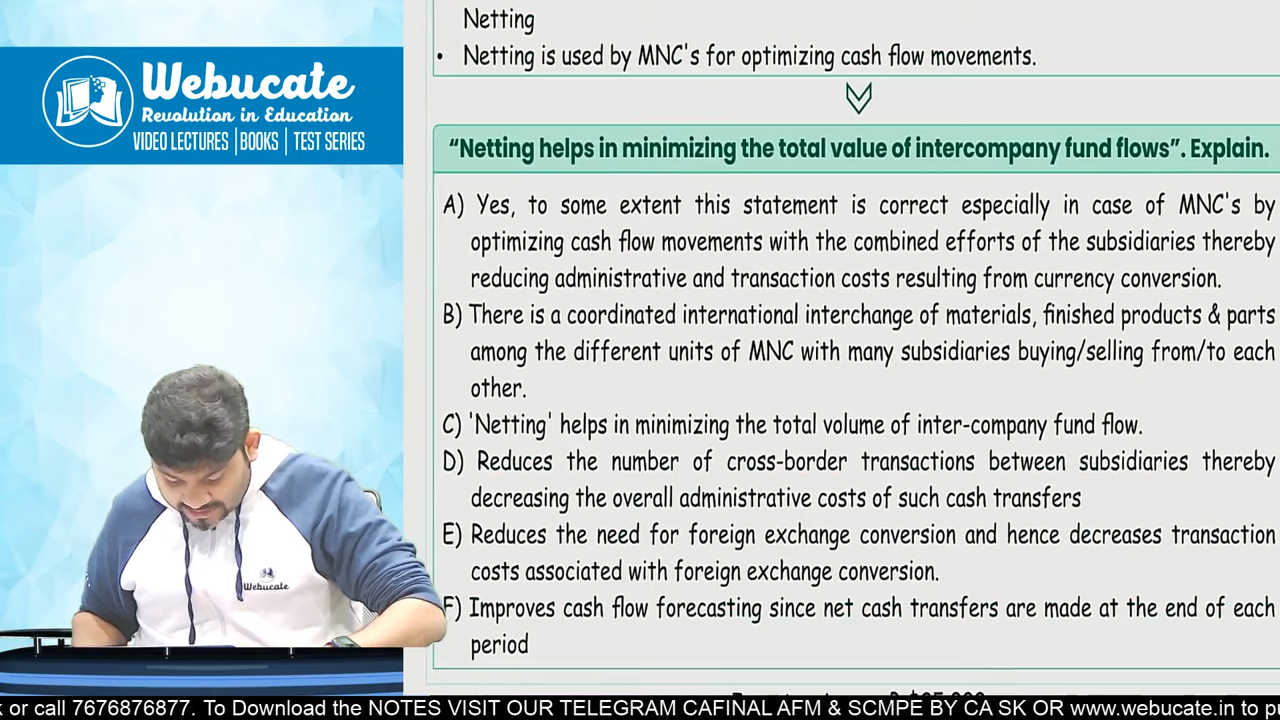 Netting
• Netting is used by MNC's for optimizing cash flow movements.
Webucate
Revolution in Education
VIDEO LECTURES | BOOKS | TEST SERIES
“Netting helps in minimizing the total value of intercompany fund flows”. Explain.
A) Yes, to some extent this statement is correct especially in case of MNC's by
optimizing cash flow movements with the combined efforts of the subsidiaries thereby
reducing administrative and transaction costs resulting from currency conversion.
B) There is a coordinated international interchange of materials, finished products & parts
among the different units of MNC with many subsidiaries buying/selling from/to each
other.
C) 'Netting' helps in minimizing the total volume of inter-company fund flow.
D) Reduces the number of cross-border transactions between subsidiaries thereby
decreasing the overall administrative costs of such cash transfers
E) Reduces the need for foreign exchange conversion and hence decreases transaction
costs associated with foreign exchange conversion.
F) Improves cash flow forecasting since net cash transfers are made at the end of each
period
Webucate
or call 7676876877. To Download the NOTES VISIT OUR TELEGRAM CAFINAL AFM & SCMPE BY CA SK OR www.webucate.in to